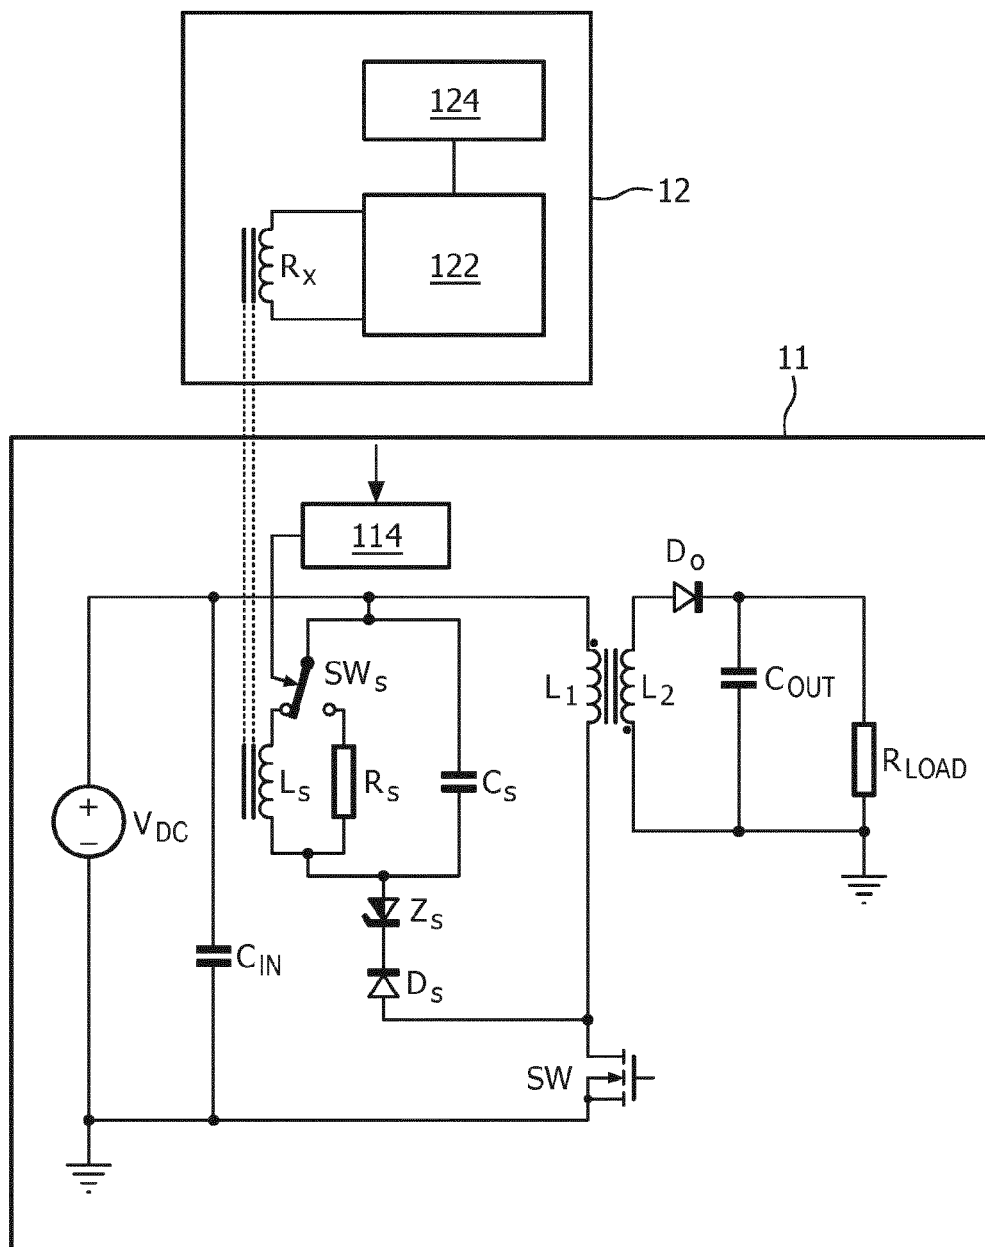 124
12
122
Rx
11
114
Do
SWs
L1
L2
COUT
Ls
Rs
Cs
RLOAD
+
VDC
−
Zs
CIN
Ds
SW